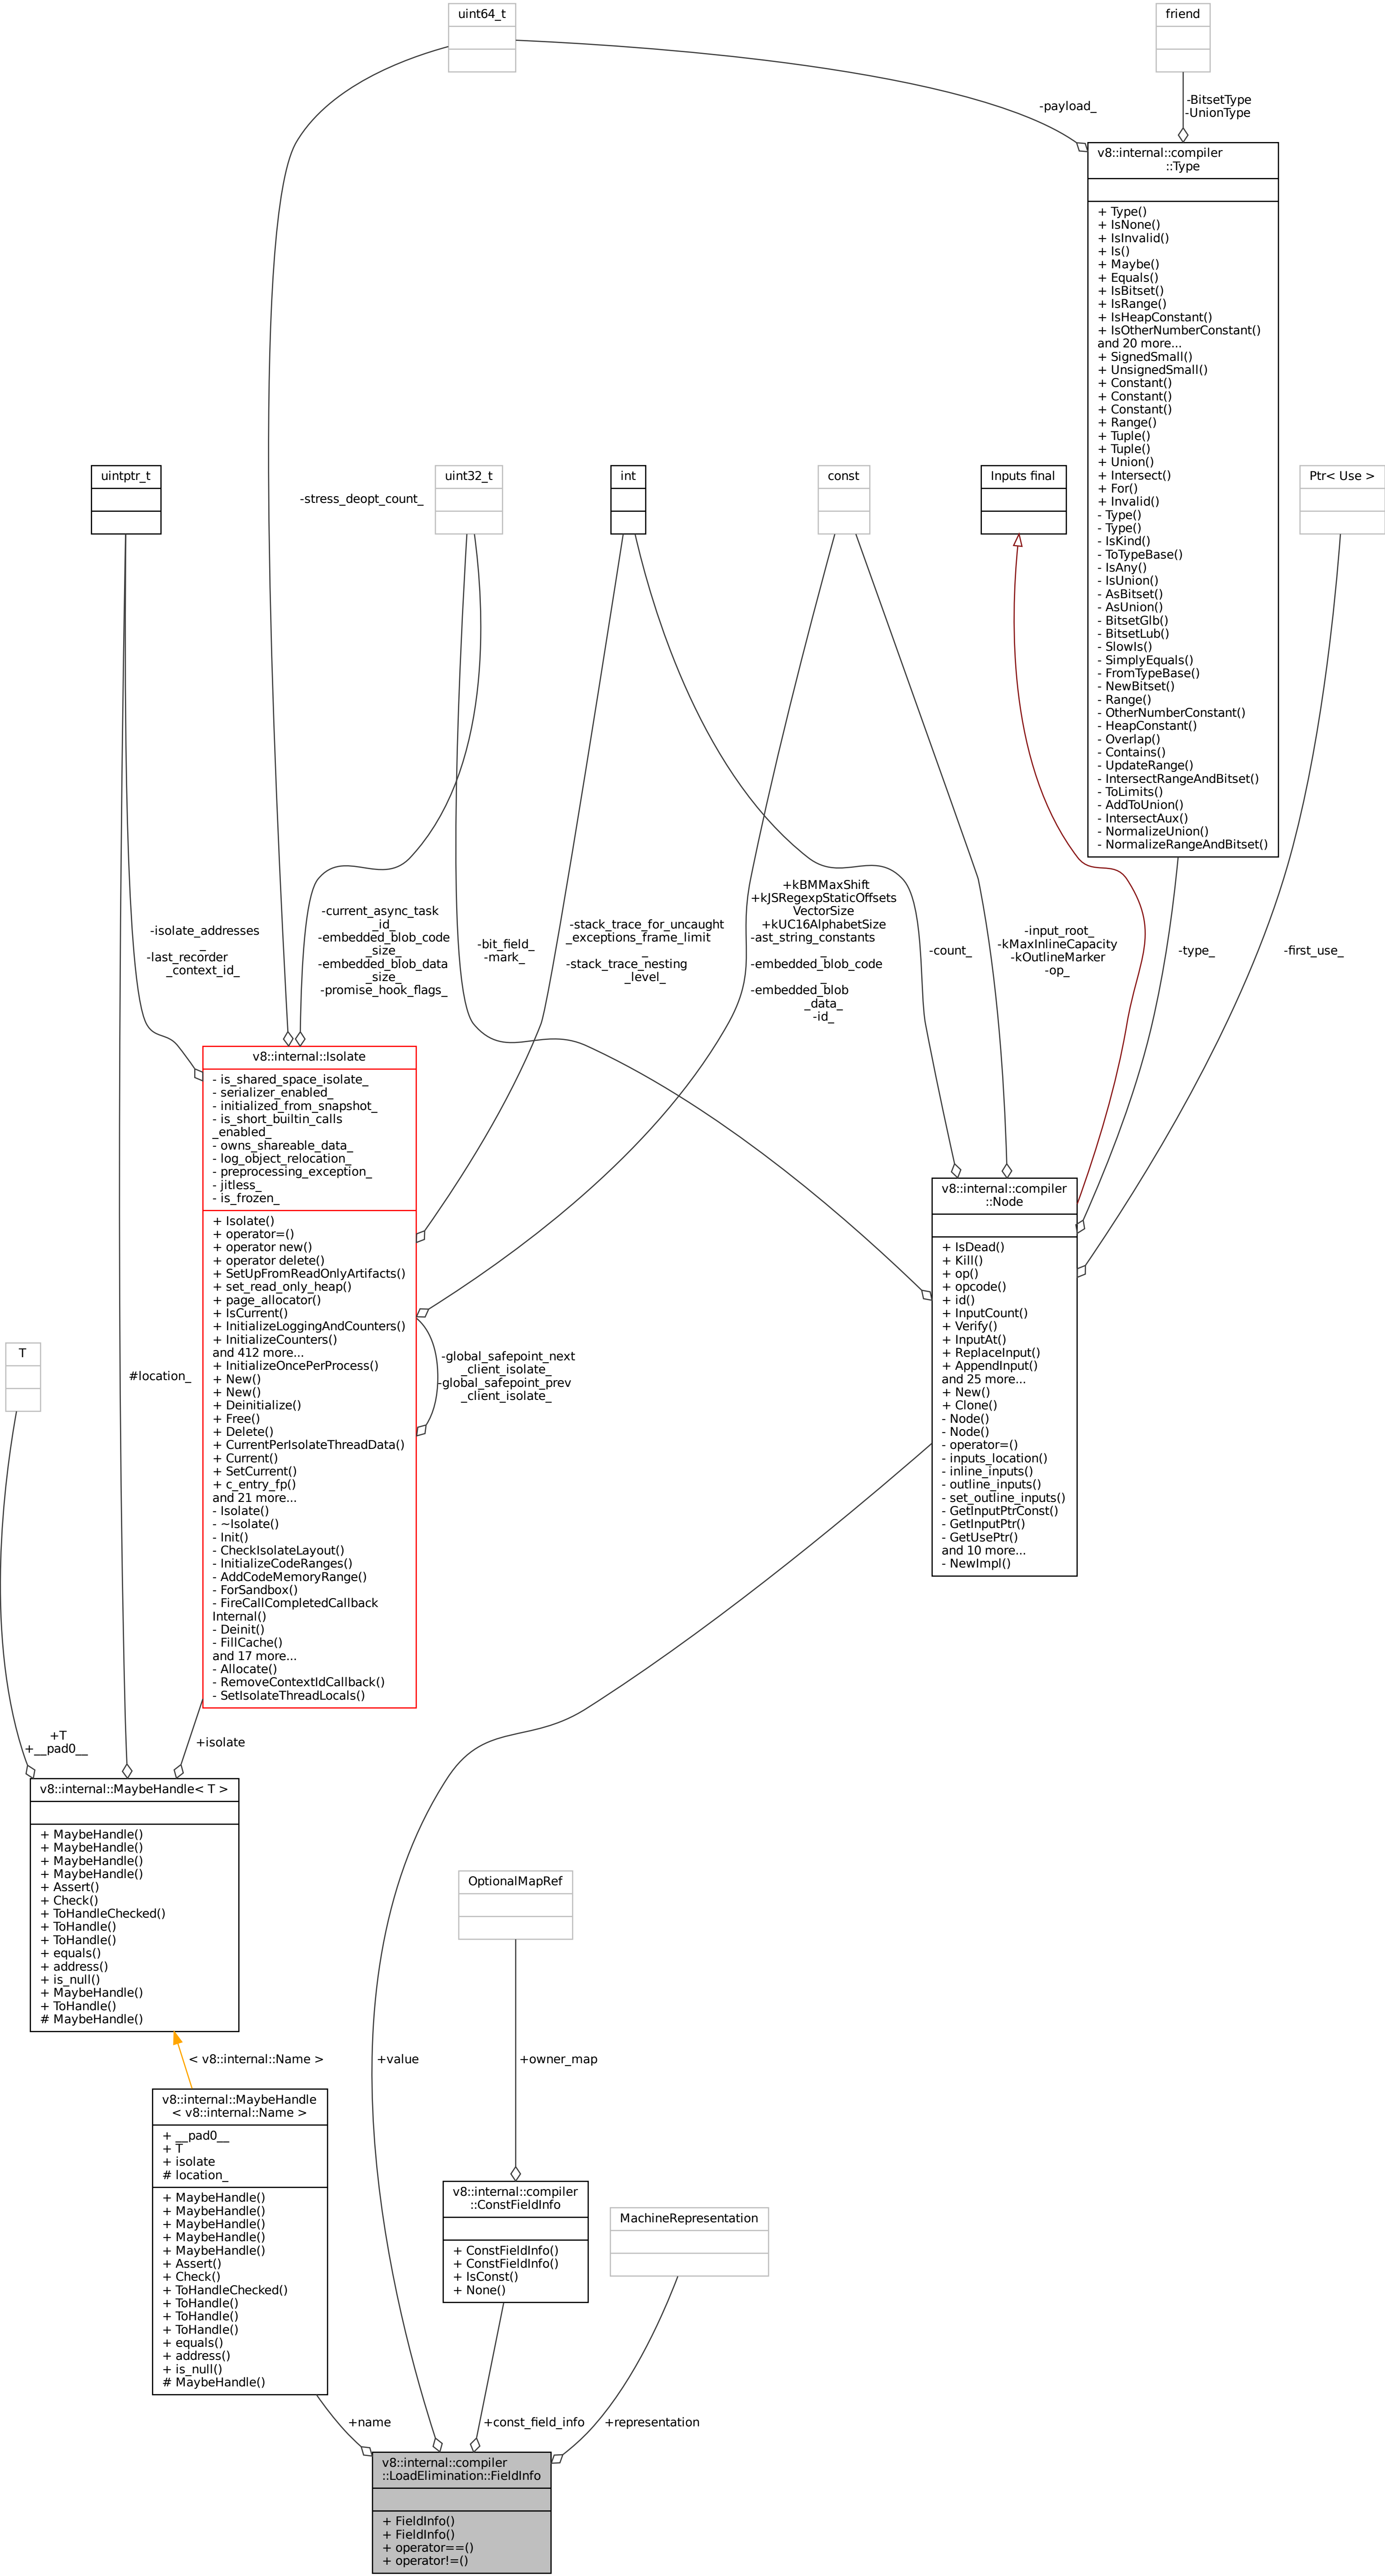 uint64_t
friend
-payload_
-BitsetType
-UnionType
v8::internal::compiler
::Type
+ Type()
+ IsNone()
+ IsInvalid()
+ Is()
+ Maybe()
+ Equals()
+ IsBitset()
+ IsRange()
+ IsHeapConstant()
+ IsOtherNumberConstant()
and 20 more...
+ SignedSmall()
+ UnsignedSmall()
+ Constant()
+ Constant()
+ Constant()
+ Range()
+ Tuple()
+ Tuple()
+ Union()
+ Intersect()
+ For()
+ Invalid()
- Type()
- Type()
- IsKind()
- ToTypeBase()
- IsAny()
- IsUnion()
- AsBitset()
- AsUnion()
- BitsetGlb()
- BitsetLub()
- SlowIs()
- SimplyEquals()
- FromTypeBase()
- NewBitset()
- Range()
- OtherNumberConstant()
- HeapConstant()
- Overlap()
- Contains()
- UpdateRange()
- IntersectRangeAndBitset()
- ToLimits()
- AddToUnion()
- IntersectAux()
- NormalizeUnion()
- NormalizeRangeAndBitset()
uintptr_t
uint32_t
int
const
Inputs final
Ptr< Use >
-stress_deopt_count_
-isolate_addresses
_
-last_recorder
_context_id_
-current_async_task
_id_
-embedded_blob_code
_size_
-embedded_blob_data
_size_
-promise_hook_flags_
-bit_field_
-mark_
-stack_trace_for_uncaught
_exceptions_frame_limit
_
-stack_trace_nesting
_level_
+kBMMaxShift
+kJSRegexpStaticOffsets
VectorSize
+kUC16AlphabetSize
-ast_string_constants
_
-embedded_blob_code
_
-embedded_blob
_data_
-id_
-count_
-input_root_
-kMaxInlineCapacity
-kOutlineMarker
-op_
-type_
-first_use_
v8::internal::Isolate
- is_shared_space_isolate_
- serializer_enabled_
- initialized_from_snapshot_
- is_short_builtin_calls
_enabled_
- owns_shareable_data_
- log_object_relocation_
- preprocessing_exception_
- jitless_
- is_frozen_
+ Isolate()
+ operator=()
+ operator new()
+ operator delete()
+ SetUpFromReadOnlyArtifacts()
+ set_read_only_heap()
+ page_allocator()
+ IsCurrent()
+ InitializeLoggingAndCounters()
+ InitializeCounters()
and 412 more...
+ InitializeOncePerProcess()
+ New()
+ New()
+ Deinitialize()
+ Free()
+ Delete()
+ CurrentPerIsolateThreadData()
+ Current()
+ SetCurrent()
+ c_entry_fp()
and 21 more...
- Isolate()
- ~Isolate()
- Init()
- CheckIsolateLayout()
- InitializeCodeRanges()
- AddCodeMemoryRange()
- ForSandbox()
- FireCallCompletedCallback
Internal()
- Deinit()
- FillCache()
and 17 more...
- Allocate()
- RemoveContextIdCallback()
- SetIsolateThreadLocals()
-global_safepoint_next
_client_isolate_
-global_safepoint_prev
_client_isolate_
v8::internal::compiler
::Node
+ IsDead()
+ Kill()
+ op()
+ opcode()
+ id()
+ InputCount()
+ Verify()
+ InputAt()
+ ReplaceInput()
+ AppendInput()
and 25 more...
+ New()
+ Clone()
- Node()
- Node()
- operator=()
- inputs_location()
- inline_inputs()
- outline_inputs()
- set_outline_inputs()
- GetInputPtrConst()
- GetInputPtr()
- GetUsePtr()
and 10 more...
- NewImpl()
T
#location_
+T
+__pad0__
+isolate
v8::internal::MaybeHandle< T >
+ MaybeHandle()
+ MaybeHandle()
+ MaybeHandle()
+ MaybeHandle()
+ Assert()
+ Check()
+ ToHandleChecked()
+ ToHandle()
+ ToHandle()
+ equals()
+ address()
+ is_null()
+ MaybeHandle()
+ ToHandle()
# MaybeHandle()
OptionalMapRef
< v8::internal::Name >
+value
+owner_map
v8::internal::MaybeHandle
< v8::internal::Name >
+ __pad0__
+ T
+ isolate
# location_
+ MaybeHandle()
+ MaybeHandle()
+ MaybeHandle()
+ MaybeHandle()
+ MaybeHandle()
+ Assert()
+ Check()
+ ToHandleChecked()
+ ToHandle()
+ ToHandle()
+ ToHandle()
+ equals()
+ address()
+ is_null()
# MaybeHandle()
v8::internal::compiler
::ConstFieldInfo
+ ConstFieldInfo()
+ ConstFieldInfo()
+ IsConst()
+ None()
MachineRepresentation
+name
+const_field_info
+representation
v8::internal::compiler
::LoadElimination::FieldInfo
+ FieldInfo()
+ FieldInfo()
+ operator==()
+ operator!=()